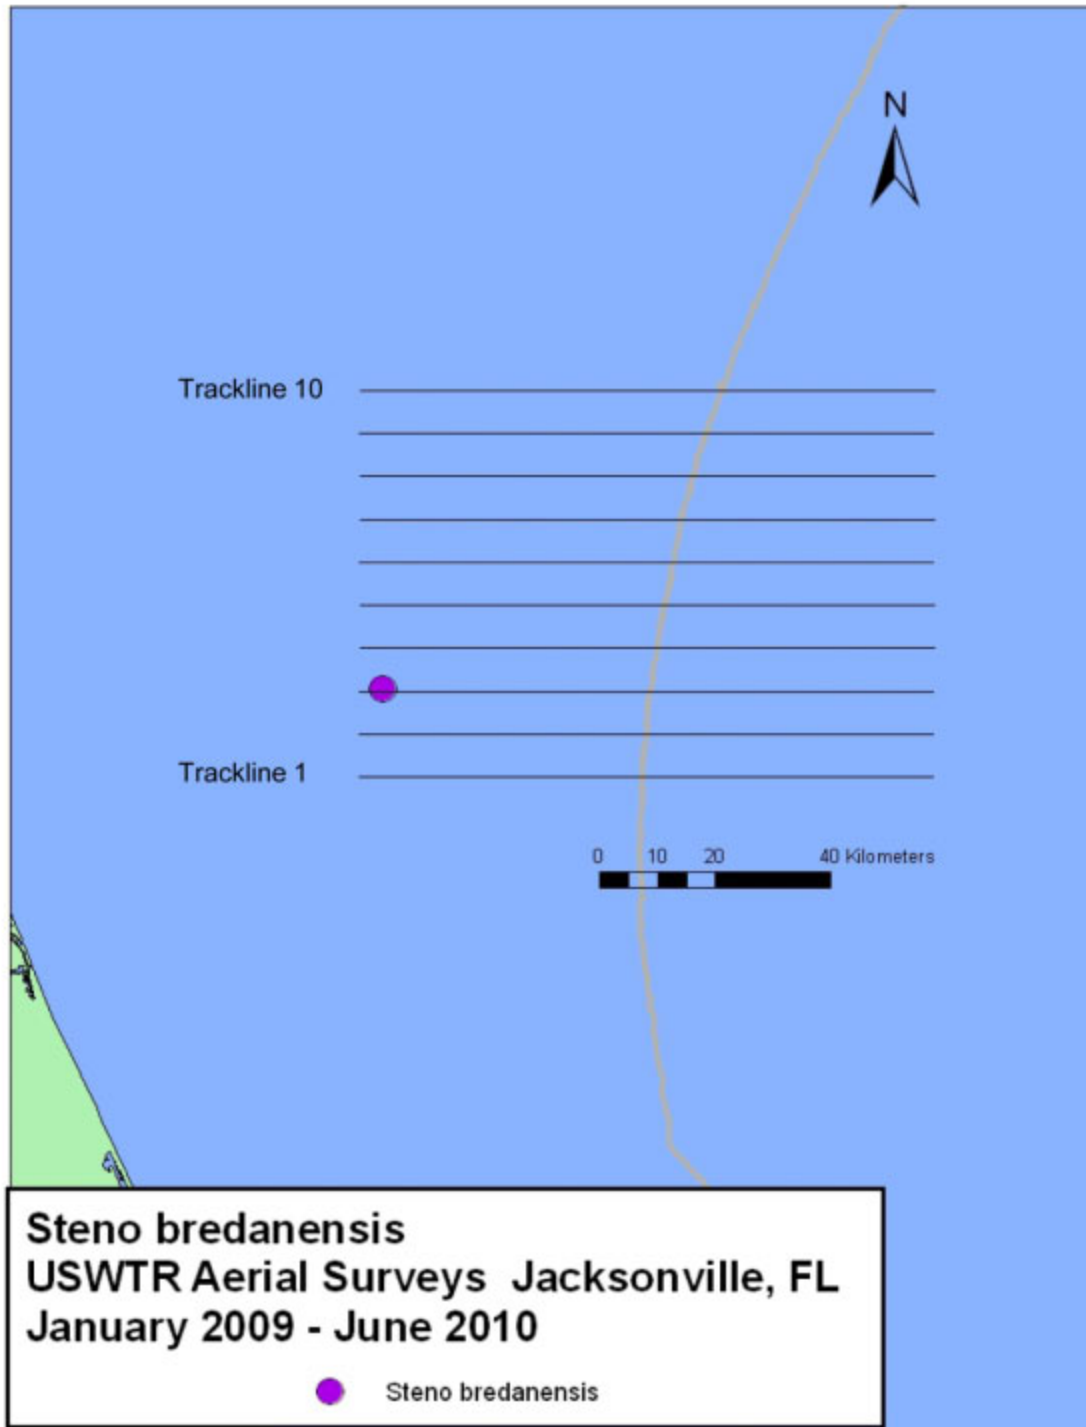 N
Trackline 10
Trackline 1
0 10 20 40 Kilometers
Steno bredanensis
USWTR Aerial Surveys Jacksonville, FL
January 2009 - June 2010
Steno bredanensis